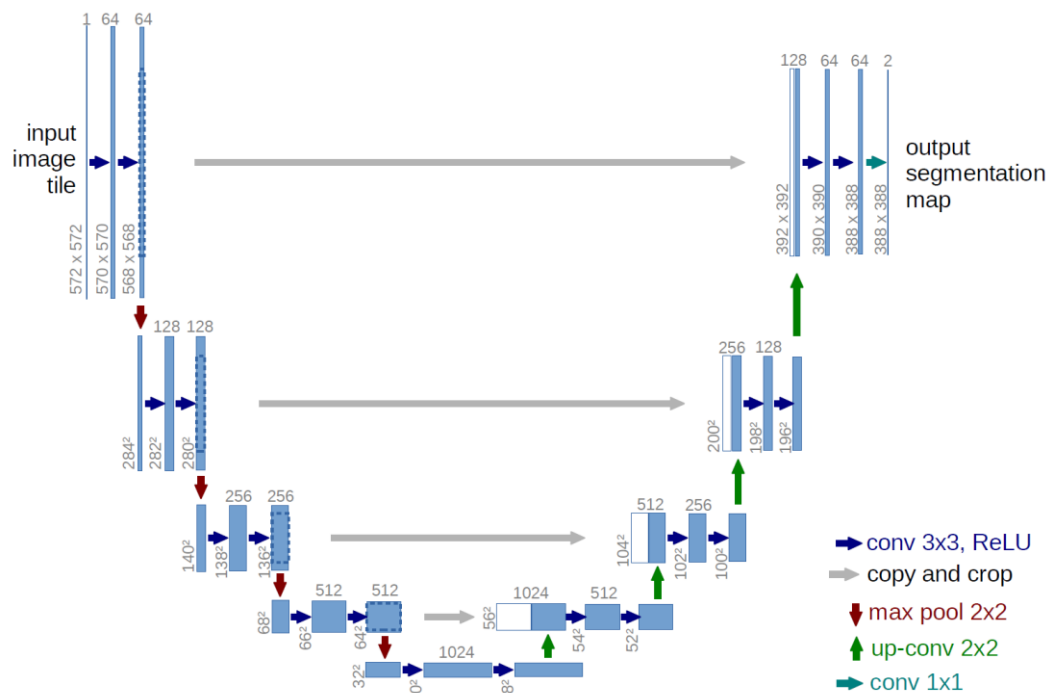 1 64 64
input
image
tile
572 x 572
570 x 570
568 x 568
128 64 64 2
output
segmentation
map
392 x 392
390 x 390
388 x 388
388 x 388
128 128
284²
282²
280²
256 128
200²
198²
196²
256 256
140²
138²
136²
512 256
104²
102²
100²
512 512
68²
66²
64²
1024 512
56²
54²
52²
1024
32²
0²
8²
conv 3x3, ReLU
copy and crop
max pool 2x2
up-conv 2x2
conv 1x1